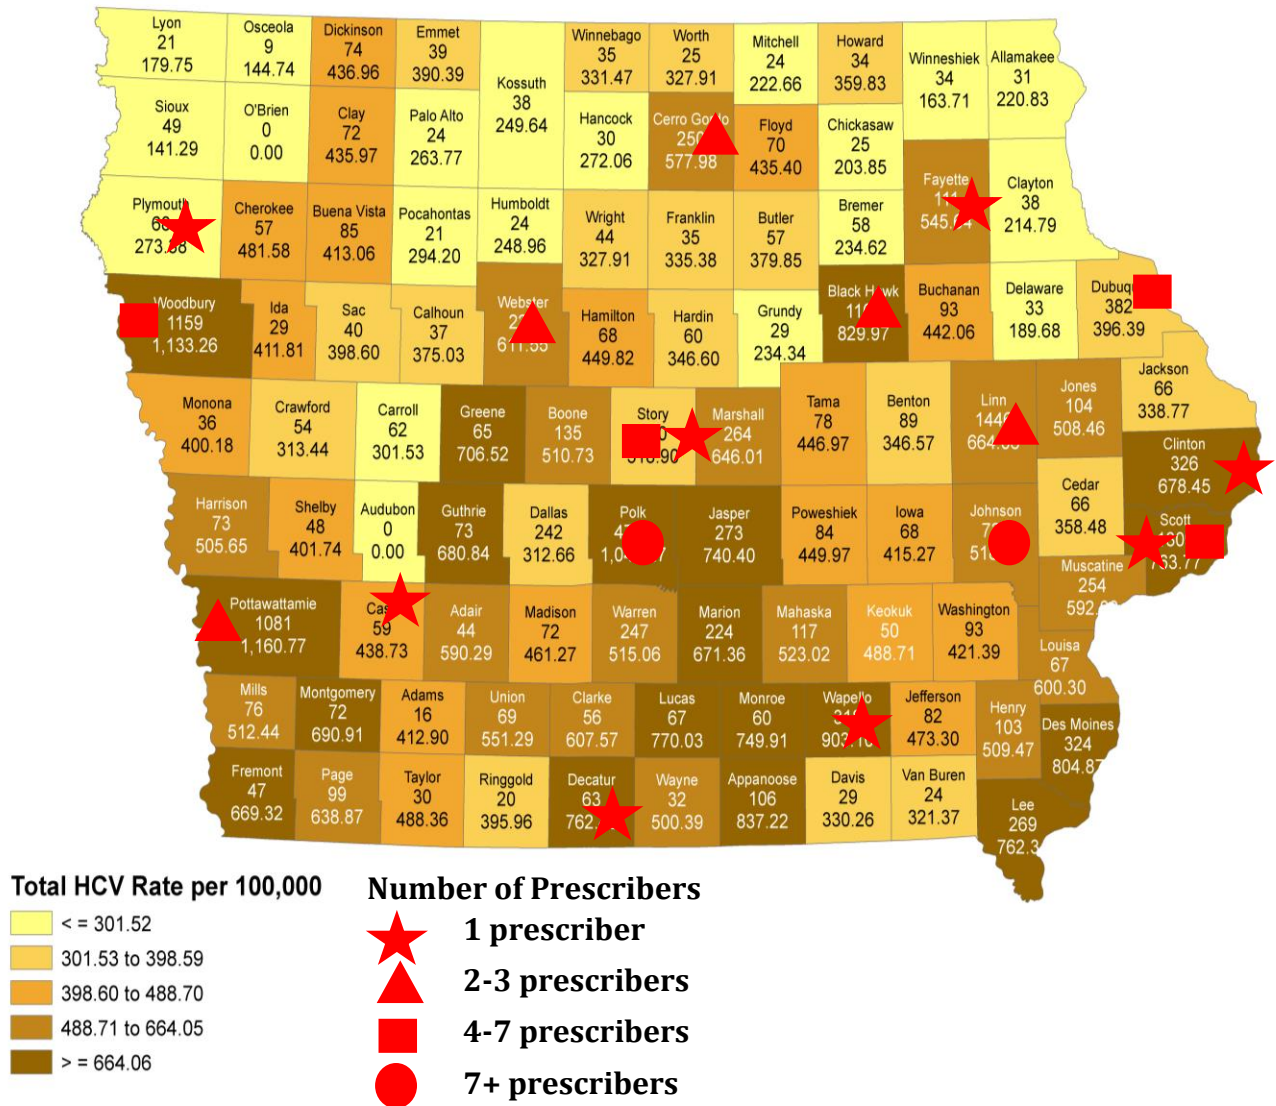 Lyon
21
179.75
Osceola
9
144.74
Dickinson
74
436.96
Emmet
39
390.39
Kossuth
38
249.64
Winnebago
35
331.47
Worth
25
327.91
Mitchell
24
222.66
Howard
34
359.83
Winneshiek
34
163.71
Allamakee
31
220.83
Sioux
49
141.29
O'Brien
0
0.00
Clay
72
435.97
Palo Alto
24
263.77
Hancock
30
272.06
Cerro Gordo
250
577.98
Floyd
70
435.40
Chickasaw
25
203.85
Fayette
Clayton
38
214.79
Plymouth
Cherokee
57
481.58
Buena Vista
85
413.06
Pocahontas
21
294.20
Humboldt
24
248.96
Wright
44
327.91
Franklin
35
335.38
Butler
57
379.85
Bremer
58
234.62
Woodbury
1159
1,133.26
Ida
29
411.81
Sac
40
398.60
Calhoun
37
375.03
Webster
611.55
Hamilton
68
449.82
Hardin
60
346.60
Grundy
29
234.34
Black Hawk
829.97
Buchanan
93
442.06
Delaware
33
189.68
Dubuque
382
396.39
Jackson
66
338.77
Monona
36
400.18
Crawford
54
313.44
Carroll
62
301.53
Greene
65
706.52
Boone
135
510.73
Story
Marshall
264
646.01
Tama
78
446.97
Benton
89
346.57
Linn
Jones
104
508.46
Clinton
326
678.45
Harrison
73
505.65
Shelby
48
401.74
Audubon
0
0.00
Guthrie
73
680.84
Dallas
242
312.66
Polk
Jasper
273
740.40
Poweshiek
84
449.97
Iowa
68
415.27
Johnson
Cedar
66
358.48
Scott
763.77
Muscatine
254
Pottawattamie
1081
1,160.77
Cass
59
438.73
Adair
44
590.29
Madison
72
461.27
Warren
247
515.06
Marion
224
671.36
Mahaska
117
523.02
Keokuk
50
488.71
Washington
93
421.39
Louisa
67
600.30
Mills
76
512.44
Montgomery
72
690.91
Adams
16
412.90
Union
69
551.29
Clarke
56
607.57
Lucas
67
770.03
Monroe
60
749.91
Wapello
Jefferson
82
473.30
Henry
103
509.47
Des Moines
324
804.87
Fremont
47
669.32
Page
99
638.87
Taylor
30
488.36
Ringgold
20
395.96
Decatur
63
Wayne
32
500.39
Appanoose
106
837.22
Davis
29
330.26
Van Buren
24
321.37
Lee
269
762.3
Total HCV Rate per 100,000
< = 301.52
301.53 to 398.59
398.60 to 488.70
488.71 to 664.05
> = 664.06
Number of Prescribers
1 prescriber
2-3 prescribers
4-7 prescribers
7+ prescribers